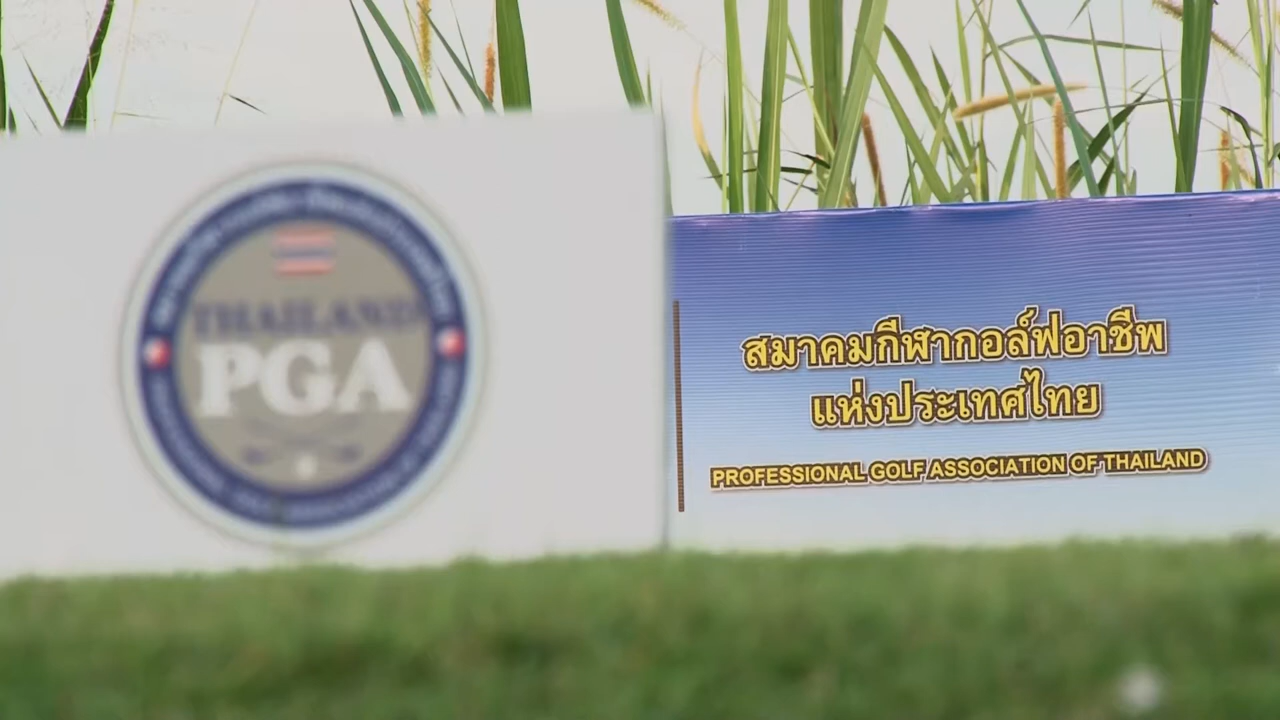 THAILAND
PGA
สมาคมกีฬากอล์ฟอาชีพ
แห่งประเทศไทย
PROFESSIONAL GOLF ASSOCIATION OF THAILAND